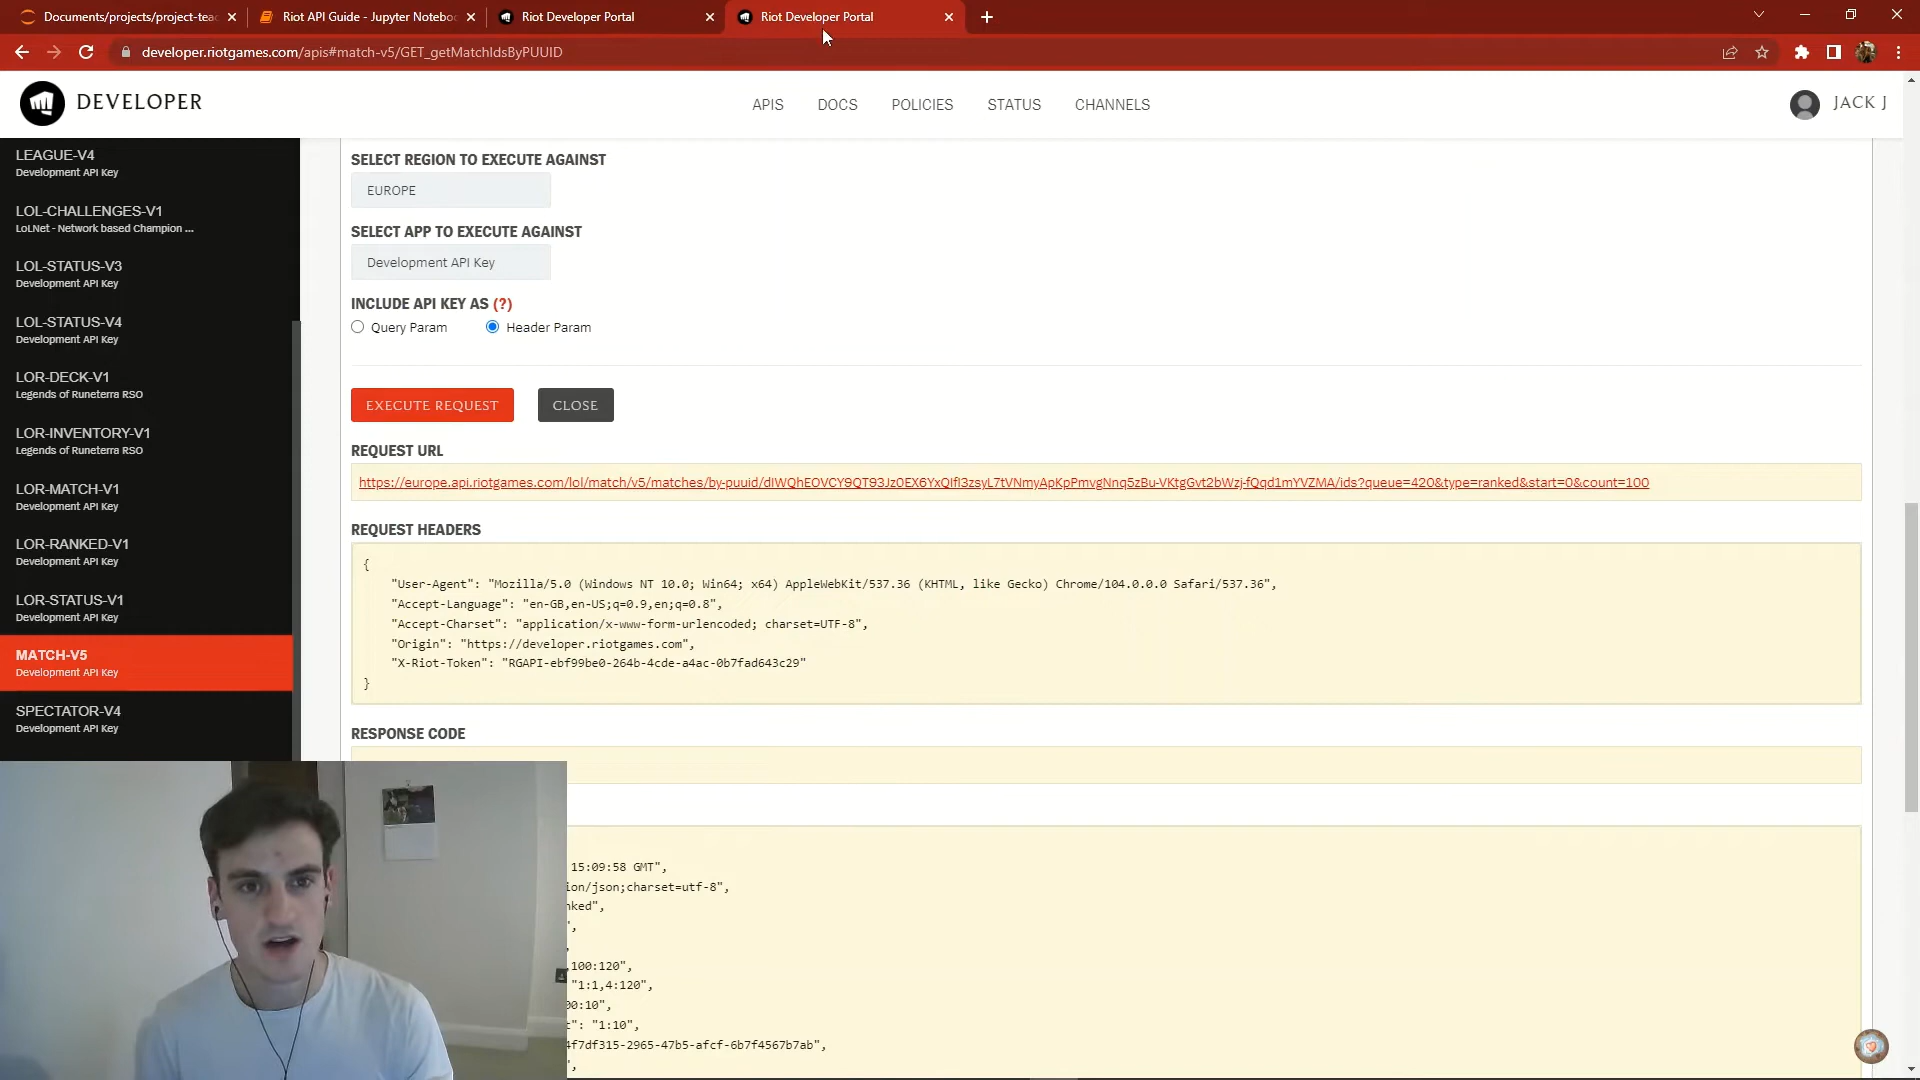 Documents/projects/project-tea
Riot API Guide - Jupyter Noteboo
Riot Developer Portal
Riot Developer Portal
developer.riotgames.com/apis#match-v5/GET_getMatchIdsByPUUID
DEVELOPER
APIS
DOCS
POLICIES
STATUS
CHANNELS
JACK J
LEAGUE-V4
Development API Key
LOL-CHALLENGES-V1
LoLNet - Network based Champion ...
LOL-STATUS-V3
Development API Key
LOL-STATUS-V4
Development API Key
LOR-DECK-V1
Legends of Runeterra RSO
LOR-INVENTORY-V1
Legends of Runeterra RSO
LOR-MATCH-V1
Development API Key
LOR-RANKED-V1
Development API Key
LOR-STATUS-V1
Development API Key
MATCH-V5
Development API Key
SPECTATOR-V4
Development API Key
SELECT REGION TO EXECUTE AGAINST
EUROPE
SELECT APP TO EXECUTE AGAINST
Development API Key
INCLUDE API KEY AS (?)
Query Param
Header Param
EXECUTE REQUEST
CLOSE
REQUEST URL
https://europe.api.riotgames.com/lol/match/v5/matches/by-puuid/dIWQhEOVCY9QT93Jz0EX6YxQIfI3zsyL7tVNmyApKpPmvgNnq5zBu-VKtgGvt2bWzj-fQqd1mYVZMA/ids?queue=420&type=ranked&start=0&count=100
REQUEST HEADERS
{
"User-Agent": "Mozilla/5.0 (Windows NT 10.0; Win64; x64) AppleWebKit/537.36 (KHTML, like Gecko) Chrome/104.0.0.0 Safari/537.36",
"Accept-Language": "en-GB,en-US;q=0.9,en;q=0.8",
"Accept-Charset": "application/x-www-form-urlencoded; charset=UTF-8",
"Origin": "https://developer.riotgames.com",
"X-Riot-Token": "RGAPI-ebf99be0-264b-4cde-a4ac-0b7fad643c29"
}
RESPONSE CODE
15:09:58 GMT",
ion/json;charset=utf-8",
nked",
",
,
,100:120",
"1:1,4:120",
00:10",
t": "1:10",
4f7df315-2965-47b5-afcf-6b7f4567b7ab",
",